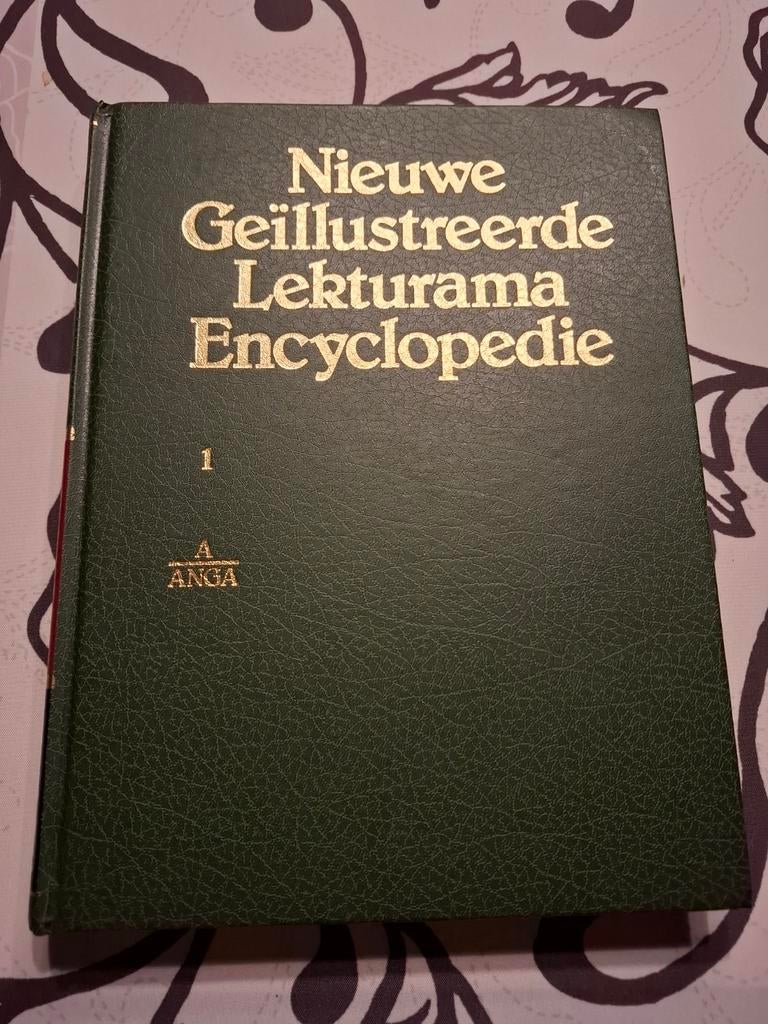 Nieuwe
Geïllustreerde
Lekturama
Encyclopedie
1
A
ANGA